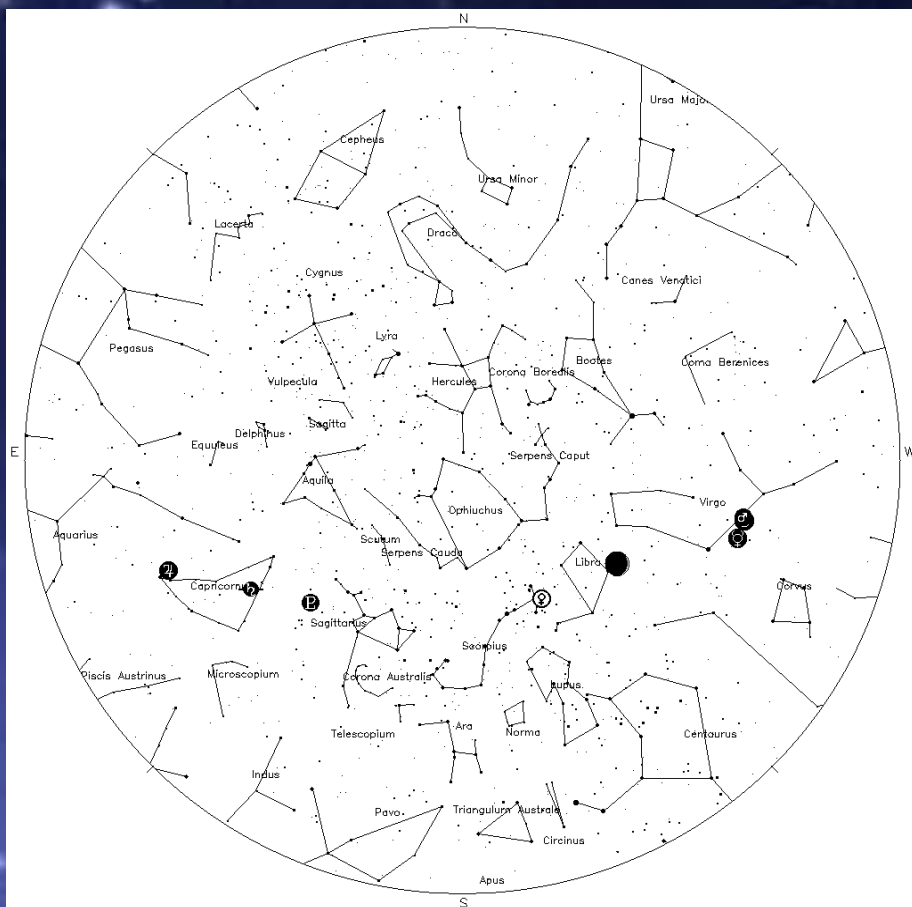 N
Ursa Major
Cepheus
Ursa Minor
Lacerta
Draco
Cygnus
Canes Venatici
Lyra
Pegasus
Bootes
Coma Berenices
Corona Borealis
Vulpecula
Hercules
Sagitta
Delphinus
Equuleus
E
W
Serpens Caput
Aquila
Virgo
Ophiuchus
Aquarius
Scutum
Serpens Cauda
Libra
Capricornus
Corvus
Sagittarius
Scorpius
Piscis Austrinus
Microscopium
Corona Australis
Lupus
Ara
Telescopium
Norma
Centaurus
Indus
Pavo
Triangulum Australe
Circinus
Apus
S